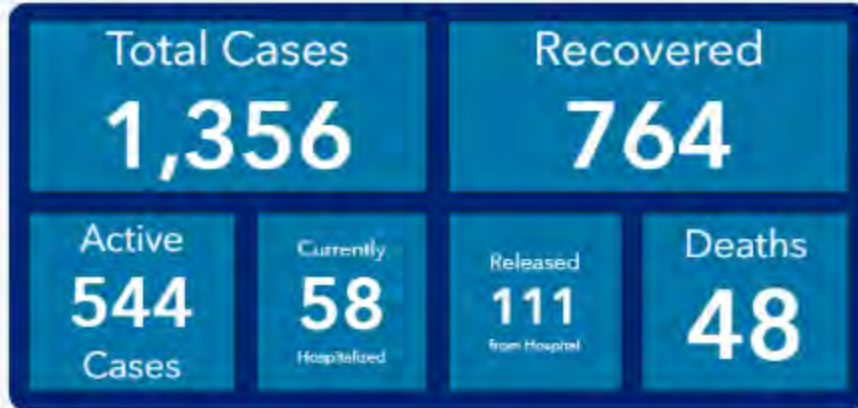 Total Cases
1,356
Recovered
764
Active
544
Cases
Currently
58
Hospitalized
Released
111
from Hospital
Deaths
48